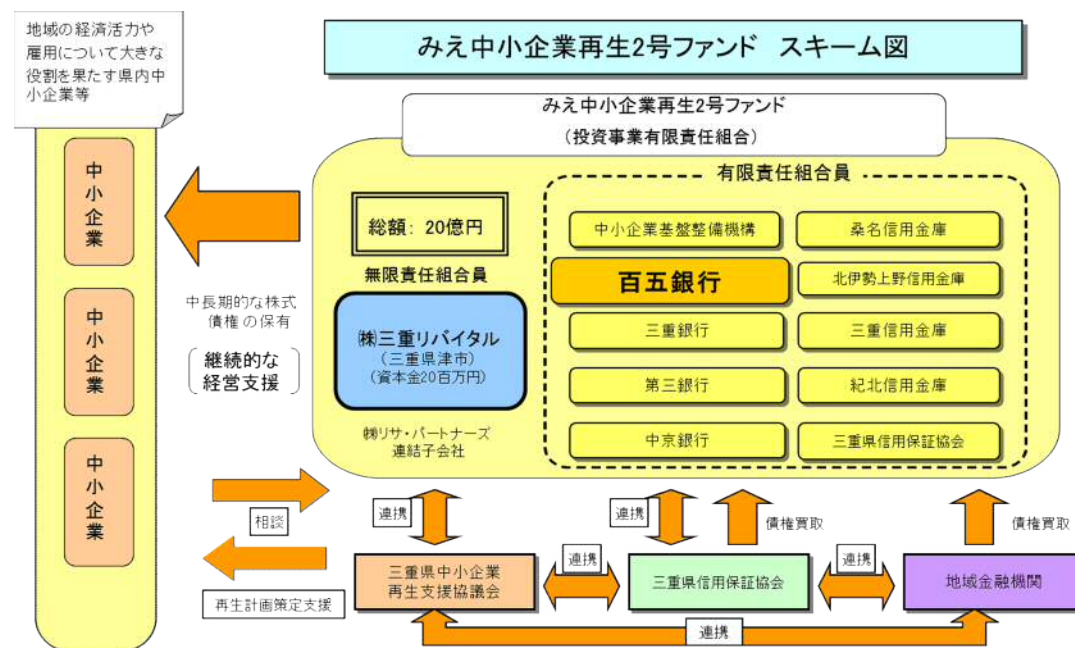 地域の経済活力や
雇用について大きな
役割を果たす県内中
小企業等
みえ中小企業再生2号ファンド　スキーム図
みえ中小企業再生2号ファンド
（投資事業有限責任組合）
中小企業
中小企業
中小企業
中長期的な株式
債権の保有
継続的な
経営支援
総額：20億円
無限責任組合員
㈱三重リバイタル
（三重県津市）
（資本金20百万円）
㈱リサ・パートナーズ
連結子会社
有限責任組合員
中小企業基盤整備機構
桑名信用金庫
百五銀行
北伊勢上野信用金庫
三重銀行
三重信用金庫
第三銀行
紀北信用金庫
中京銀行
三重県信用保証協会
相談
再生計画策定支援
連携
連携
債権買取
債権買取
三重県中小企業
再生支援協議会
連携
三重県信用保証協会
連携
地域金融機関
連携